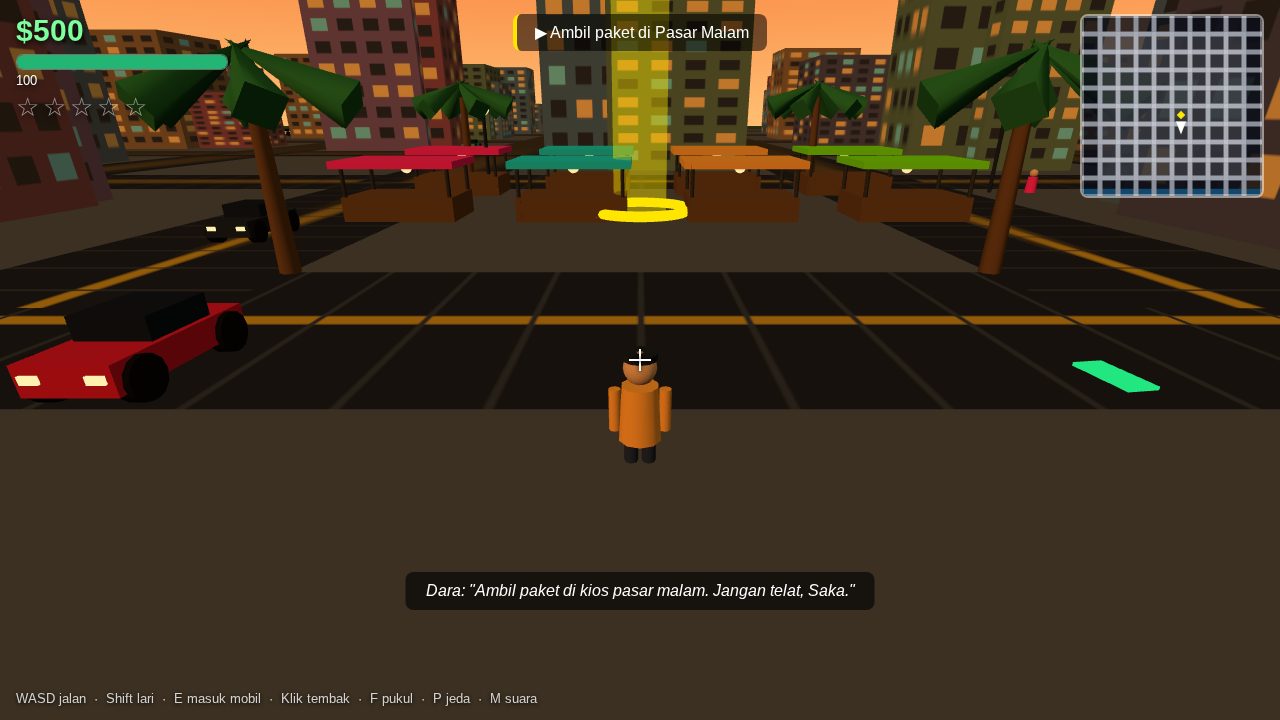 $500
▶ Ambil paket di Pasar Malam
100
☆ ☆ ☆ ☆ ☆
Dara: "Ambil paket di kios pasar malam. Jangan telat, Saka."
WASD jalan · Shift lari · E masuk mobil · Klik tembak · F pukul · P jeda · M suara